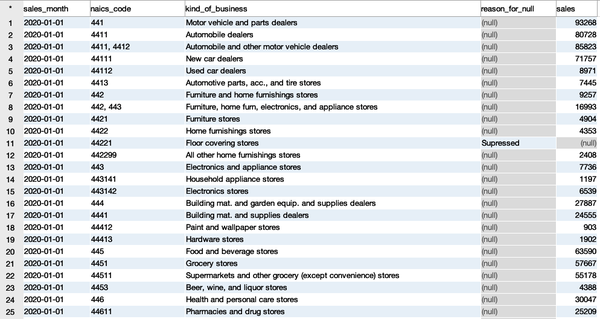 * sales_month naics_code kind_of_business reason_for_null sales
1 2020-01-01 441 Motor vehicle and parts dealers (null) 93268
2 2020-01-01 4411 Automobile dealers (null) 80728
3 2020-01-01 4411, 4412 Automobile and other motor vehicle dealers (null) 85823
4 2020-01-01 44111 New car dealers (null) 71757
5 2020-01-01 44112 Used car dealers (null) 8971
6 2020-01-01 4413 Automotive parts, acc., and tire stores (null) 7445
7 2020-01-01 442 Furniture and home furnishings stores (null) 9257
8 2020-01-01 442, 443 Furniture, home furn, electronics, and appliance stores (null) 16993
9 2020-01-01 4421 Furniture stores (null) 4904
10 2020-01-01 4422 Home furnishings stores (null) 4353
11 2020-01-01 44221 Floor covering stores Supressed (null)
12 2020-01-01 442299 All other home furnishings stores (null) 2408
13 2020-01-01 443 Electronics and appliance stores (null) 7736
14 2020-01-01 443141 Household appliance stores (null) 1197
15 2020-01-01 443142 Electronics stores (null) 6539
16 2020-01-01 444 Building mat. and garden equip. and supplies dealers (null) 27887
17 2020-01-01 4441 Building mat. and supplies dealers (null) 24555
18 2020-01-01 44412 Paint and wallpaper stores (null) 903
19 2020-01-01 44413 Hardware stores (null) 1902
20 2020-01-01 445 Food and beverage stores (null) 63590
21 2020-01-01 4451 Grocery stores (null) 57667
22 2020-01-01 44511 Supermarkets and other grocery (except convenience) stores (null) 55178
23 2020-01-01 4453 Beer, wine, and liquor stores (null) 4388
24 2020-01-01 446 Health and personal care stores (null) 30047
25 2020-01-01 44611 Pharmacies and drug stores (null) 25209